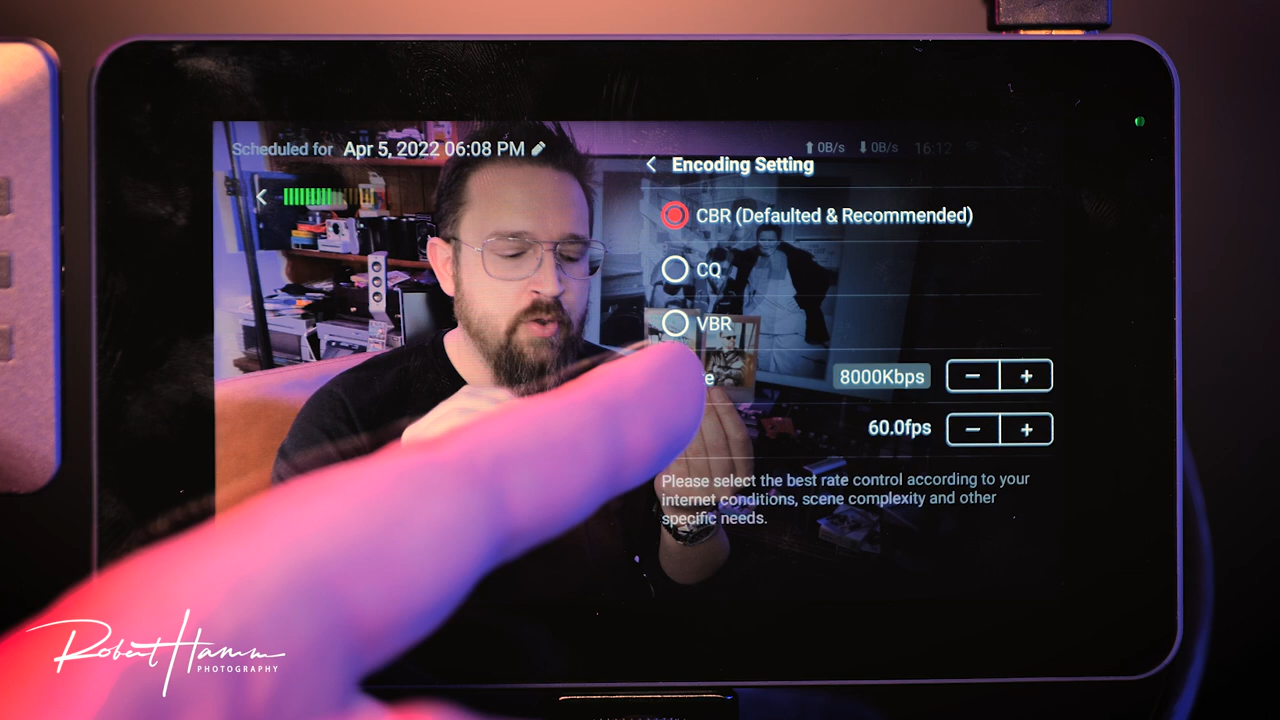 Scheduled for Apr 5, 2022 06:08 PM
0B/s 0B/s 16:12
Encoding Setting
CBR (Defaulted & Recommended)
CQ
VBR
e 8000Kbps − +
60.0fps − +
Please select the best rate control according to your
internet conditions, scene complexity and other
specific needs.
Robert Hamm
PHOTOGRAPHY